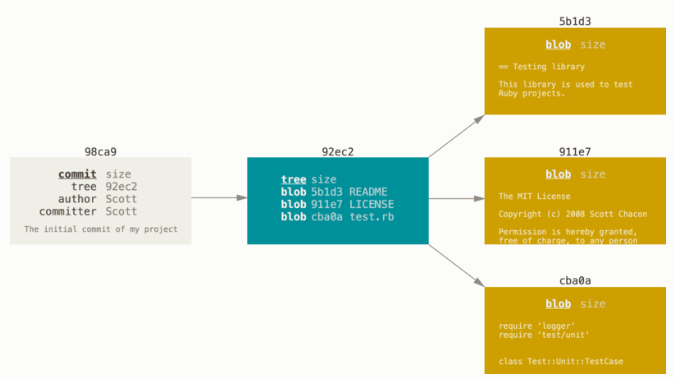 98ca9
commit size
tree 92ec2
author Scott
committer Scott
The initial commit of my project
92ec2
tree size
blob 5b1d3 README
blob 911e7 LICENSE
blob cba0a test.rb
5b1d3
blob size
== Testing library
This library is used to test
Ruby projects.
911e7
blob size
The MIT License
Copyright (c) 2008 Scott Chacon
Permission is hereby granted,
free of charge, to any person
cba0a
blob size
require 'logger'
require 'test/unit'
class Test::Unit::TestCase